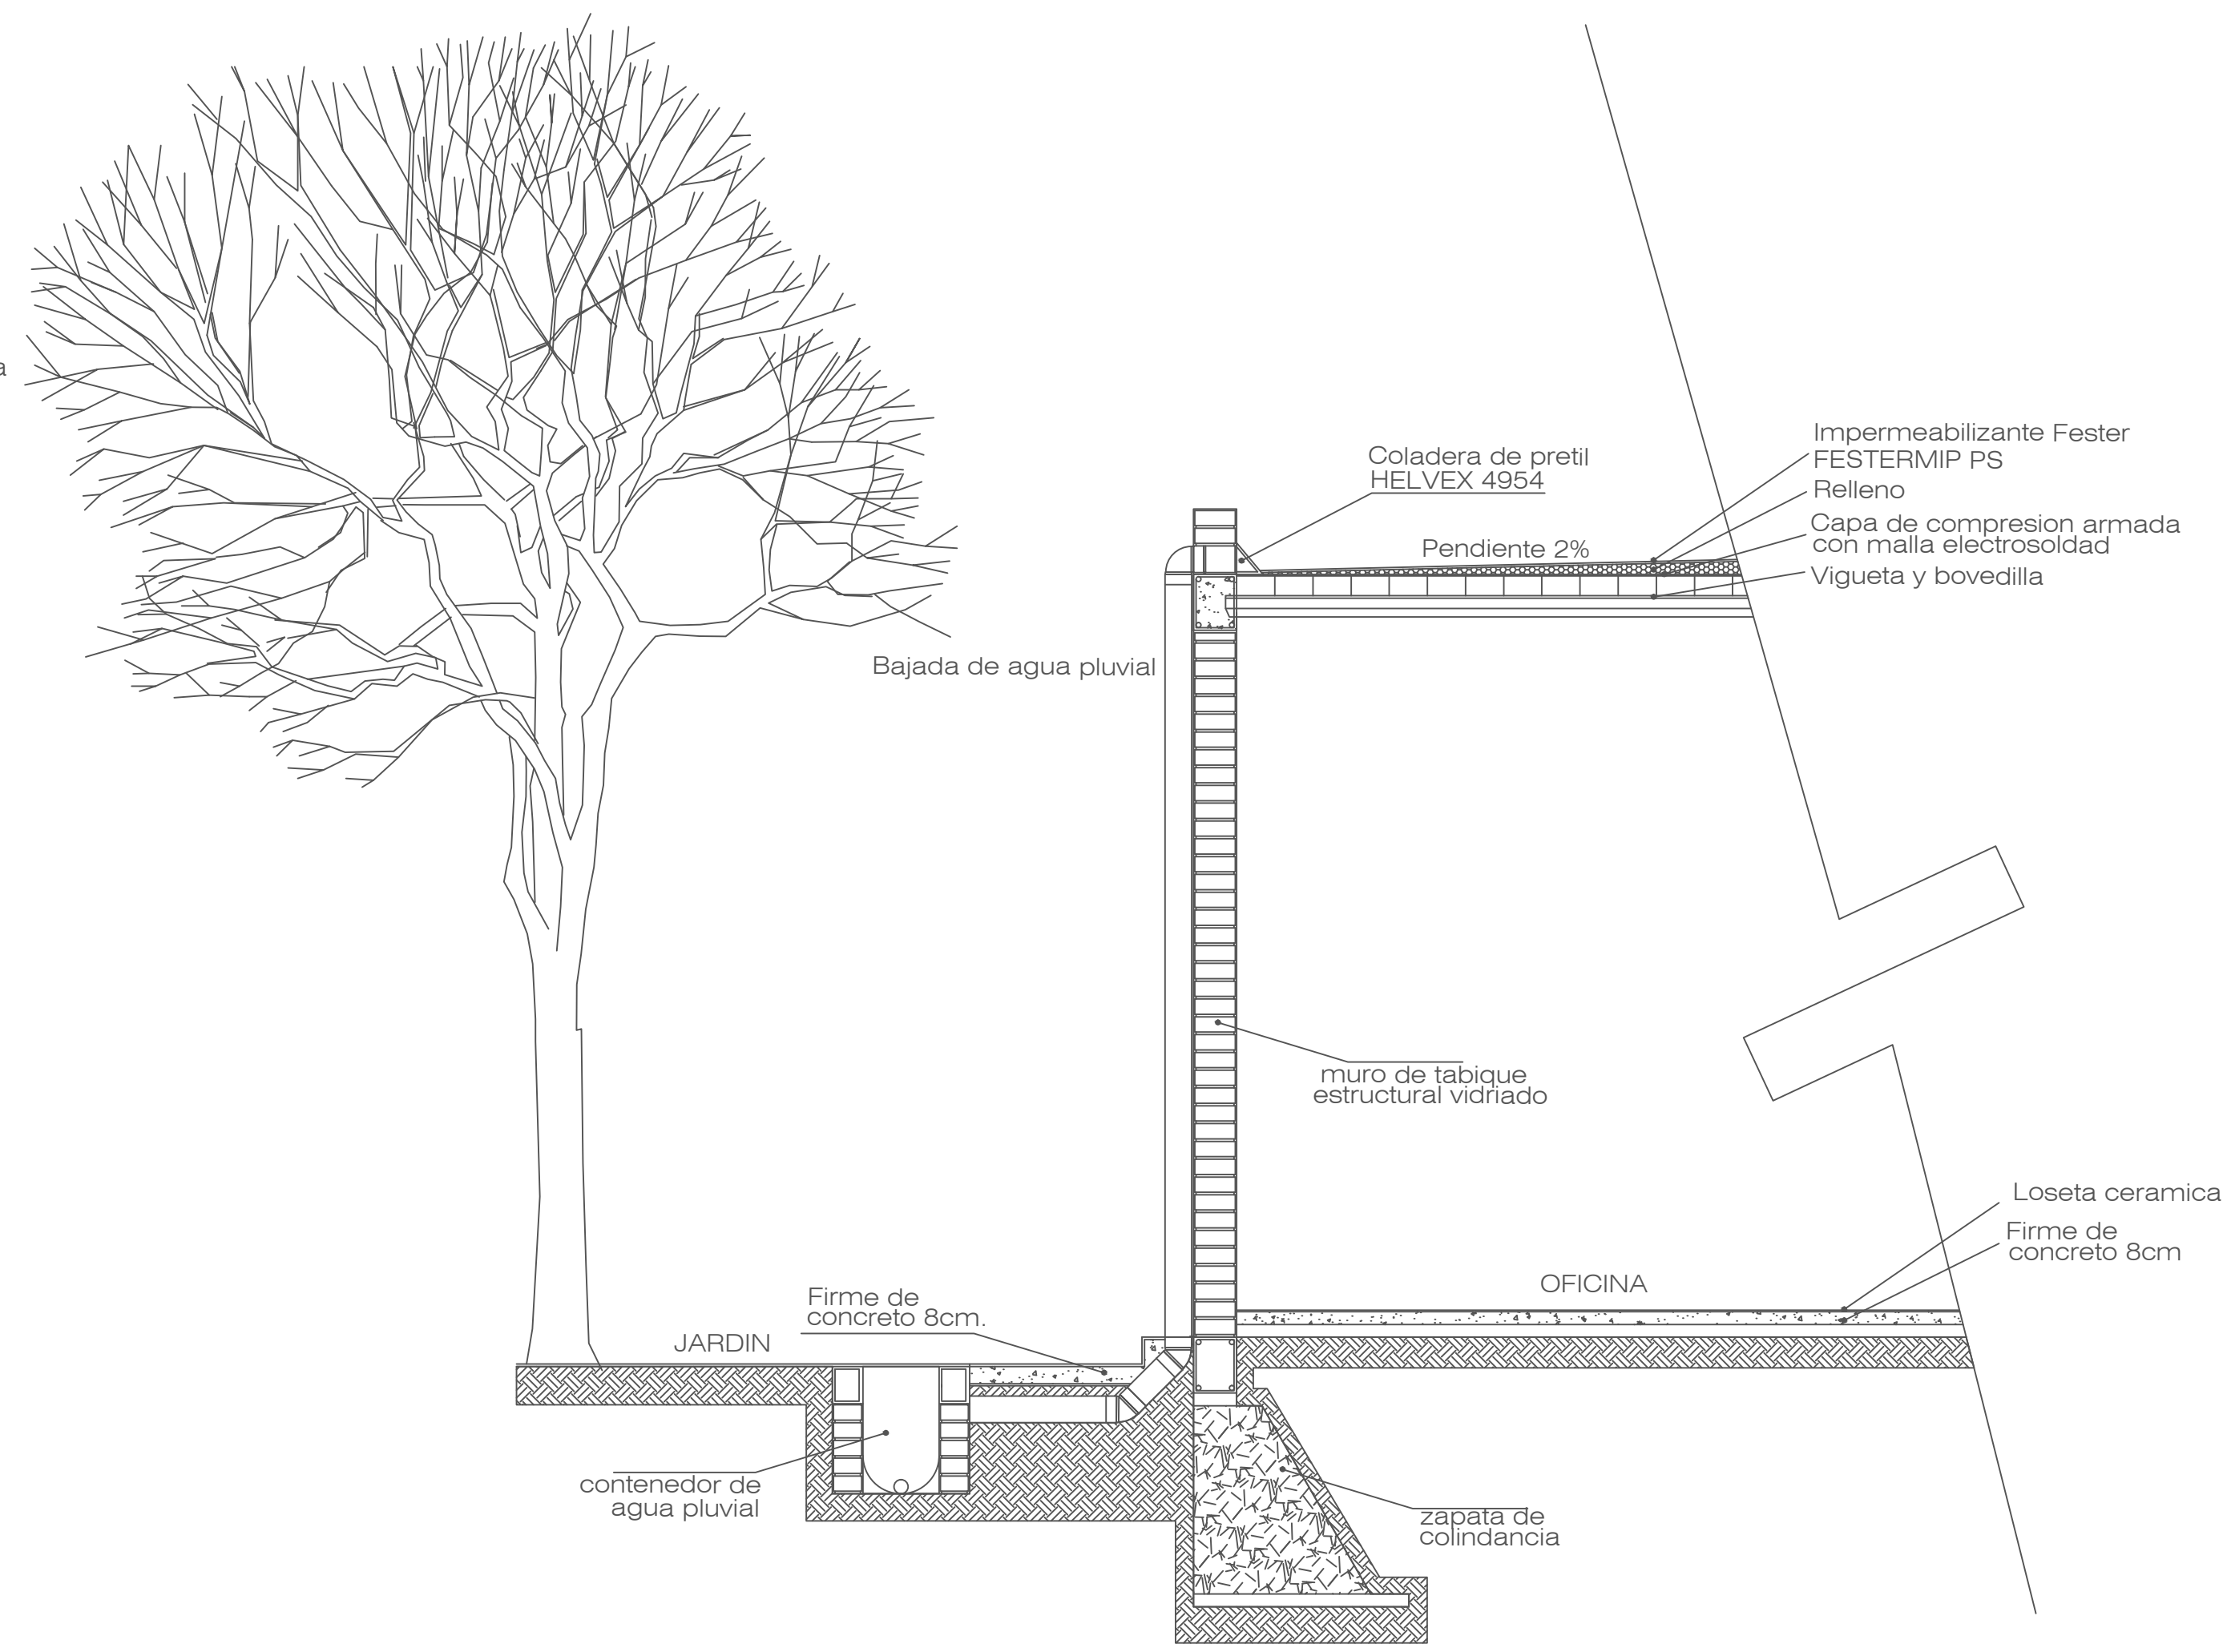 a
Impermeabilizante Fester
FESTERMIP PS
Relleno
Capa de compresion armada
con malla electrosoldad
Vigueta y bovedilla
Coladera de pretil
HELVEX 4954
Pendiente 2%
Bajada de agua pluvial
muro de tabique
estructural vidriado
Loseta ceramica
Firme de
concreto 8cm
OFICINA
Firme de
concreto 8cm.
JARDIN
contenedor de
agua pluvial
zapata de
colindancia